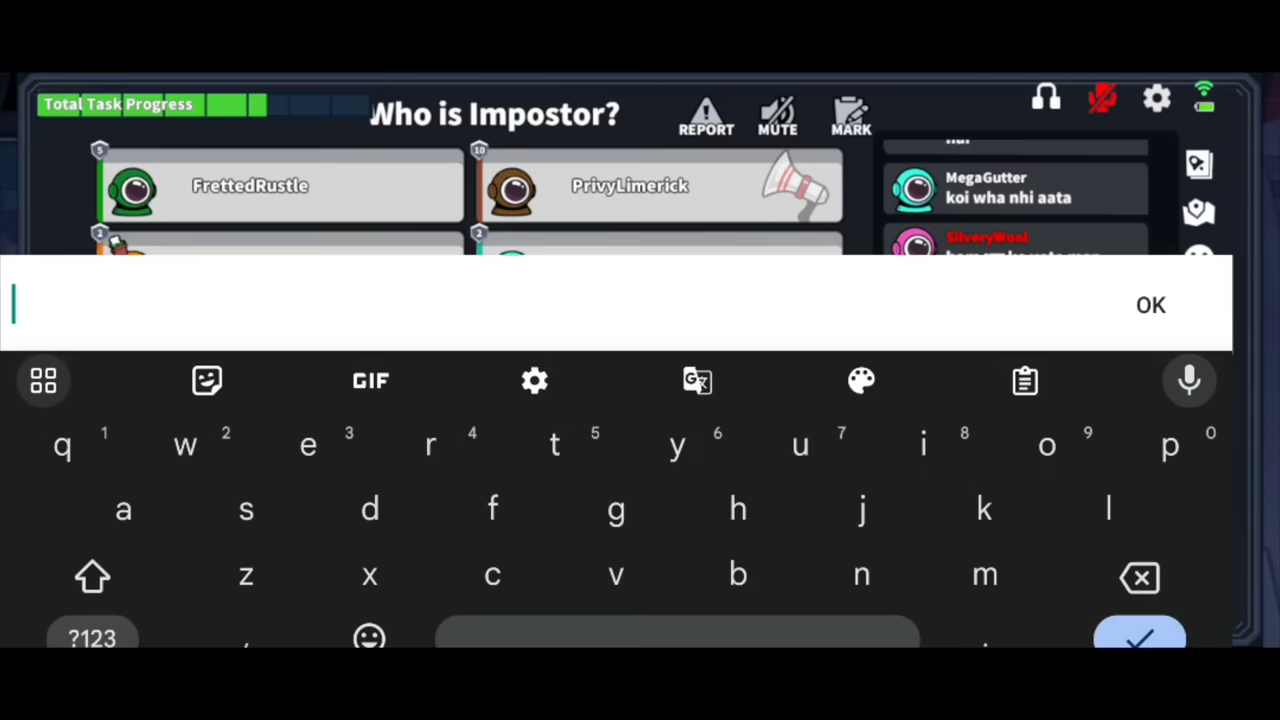 Total Task Progress
Who is Impostor?
REPORT
MUTE
MARK
5
FrettedRustle
10
PrivyLimerick
MegaGutter
koi wha nhi aata
SilveryWool
2
2
OK
GIF
q 1 w 2 e 3 r 4 t 5 y 6 u 7 i 8 o 9 p 0
a s d f g h j k l
z x c v b n m
?123 , .